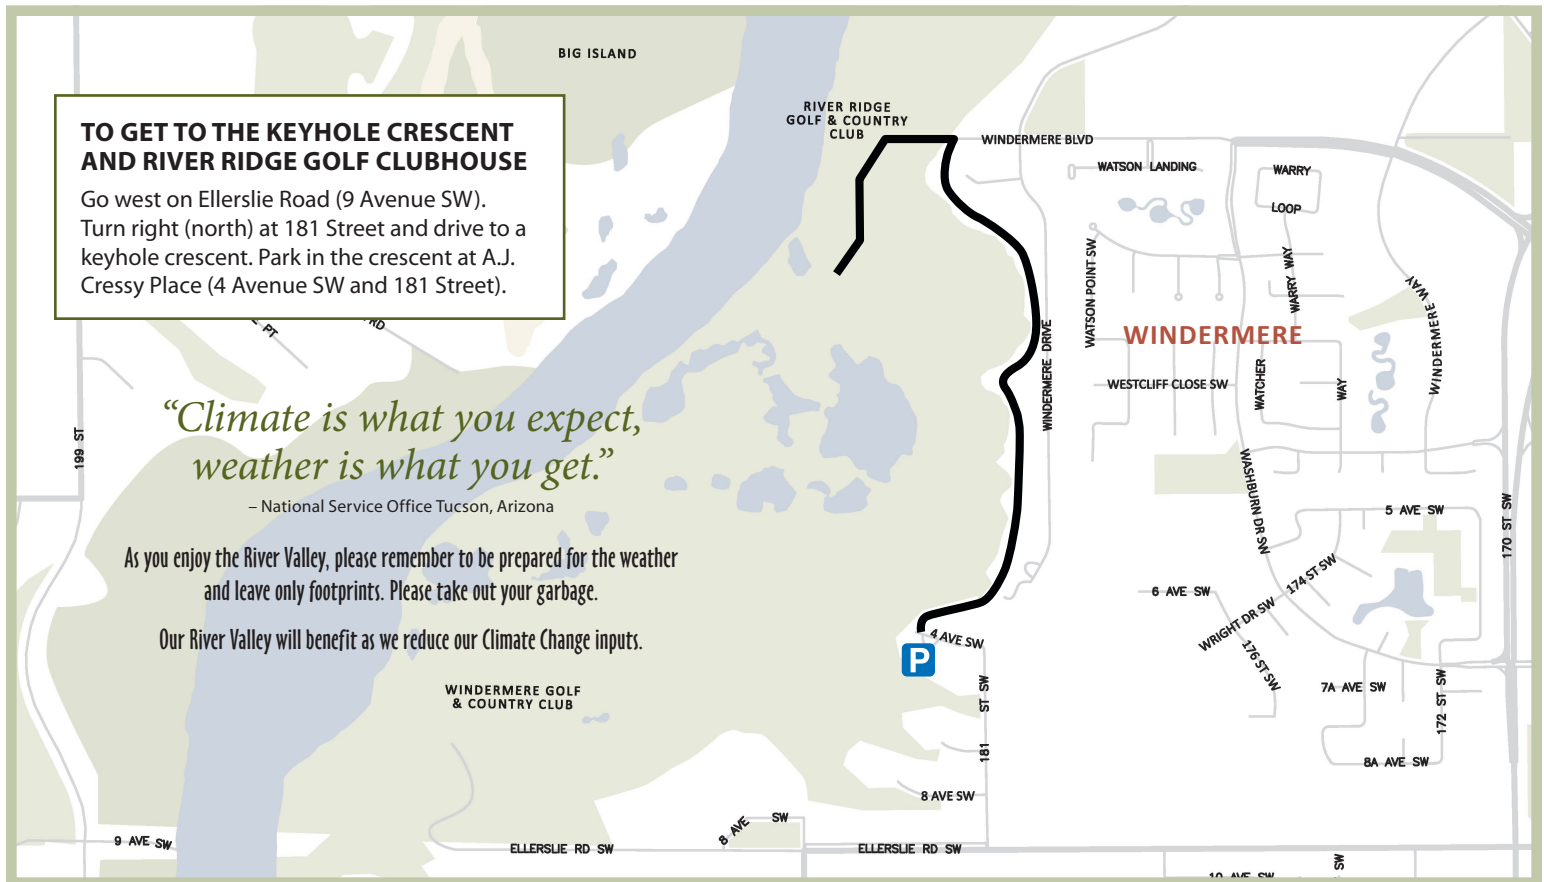 BIG ISLAND
RIVER RIDGE
GOLF & COUNTRY
CLUB
TO GET TO THE KEYHOLE CRESCENT
AND RIVER RIDGE GOLF CLUBHOUSE
Go west on Ellerslie Road (9 Avenue SW).
Turn right (north) at 181 Street and drive to a
keyhole crescent. Park in the crescent at A.J.
Cressy Place (4 Avenue SW and 181 Street).
PT
RD
199 ST
“Climate is what you expect,
weather is what you get.”
– National Service Office Tucson, Arizona
As you enjoy the River Valley, please remember to be prepared for the weather
and leave only footprints. Please take out your garbage.
Our River Valley will benefit as we reduce our Climate Change inputs.
WINDERMERE GOLF
& COUNTRY CLUB
WINDERMERE BLVD
WATSON LANDING
WARRY
LOOP
WATSON POINT SW
WARRY WAY
WINDERMERE WAY
WINDERMERE
WINDERMERE DRIVE
WINDERMERE
WESTCLIFF CLOSE SW
WATCHER
WAY
WASHBURN DR SW
5 AVE SW
170 ST SW
174 ST SW
6 AVE SW
WRIGHT DR SW
176 ST SW
4 AVE SW
P
181 ST SW
7A AVE SW
172 ST SW
8A AVE SW
8 AVE SW
8 AVE SW
9 AVE SW
ELLERSLIE RD SW
ELLERSLIE RD SW
10 AVE SW
SW